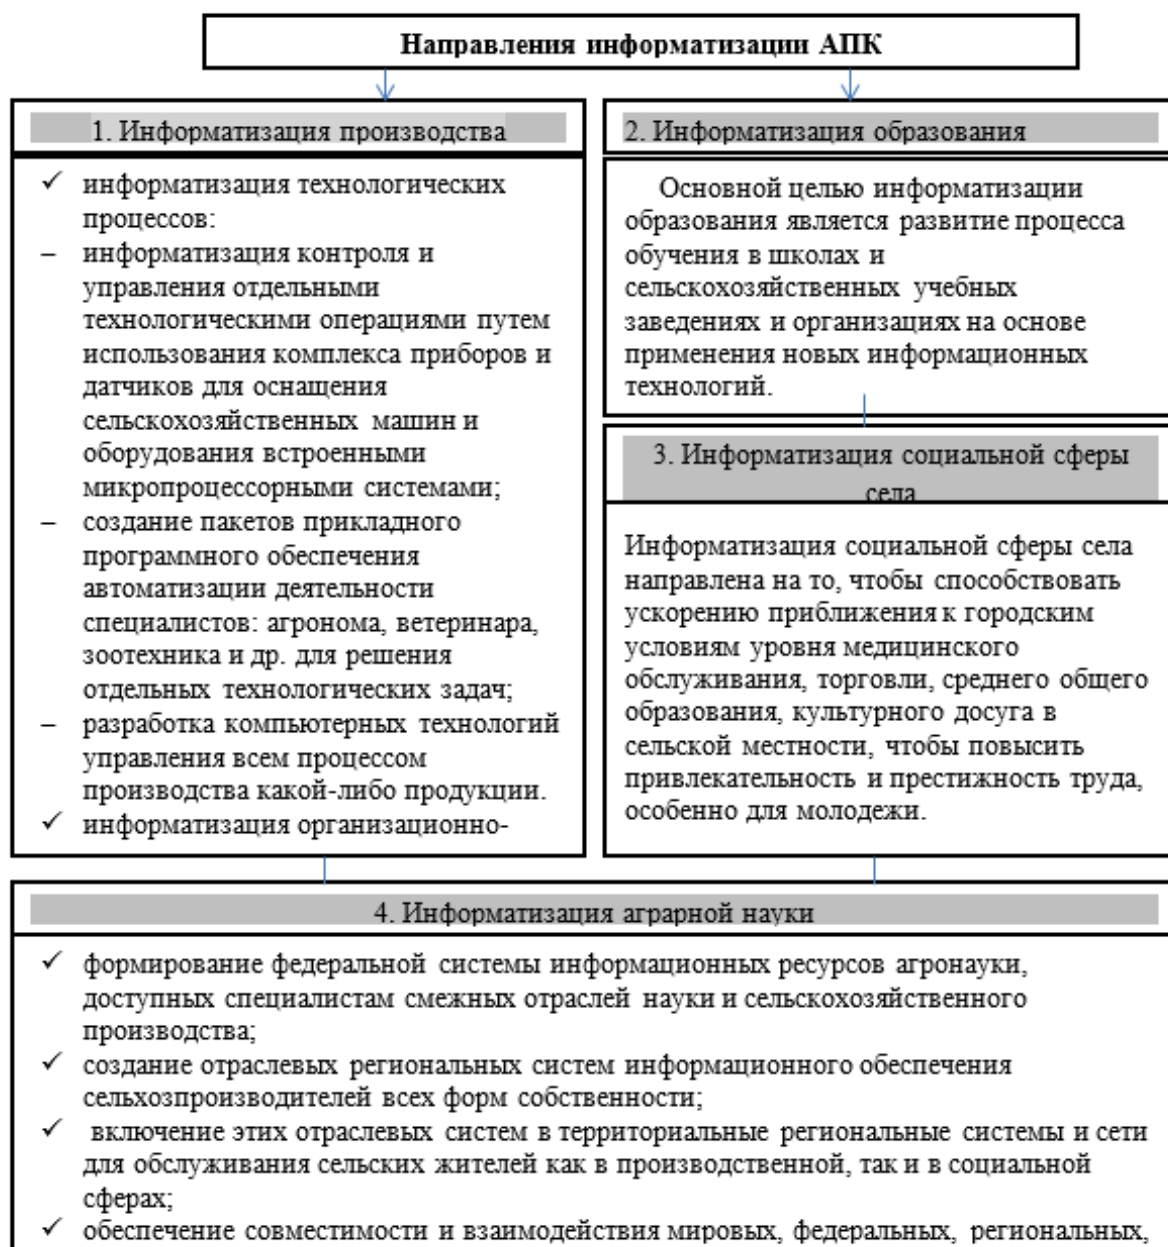 Направления информатизации АПК
1. Информатизация производства
✓ информатизация технологических
процессов:
– информатизация контроля и
управления отдельными
технологическими операциями путем
использования комплекса приборов и
датчиков для оснащения
сельскохозяйственных машин и
оборудования встроенными
микропроцессорными системами;
– создание пакетов прикладного
программного обеспечения
автоматизации деятельности
специалистов: агронома, ветеринара,
зоотехника и др. для решения
отдельных технологических задач;
– разработка компьютерных технологий
управления всем процессом
производства какой-либо продукции.
✓ информатизация организационно-
2. Информатизация образования
Основной целью информатизации
образования является развитие процесса
обучения в школах и
сельскохозяйственных учебных
заведениях и организациях на основе
применения новых информационных
технологий.
3. Информатизация социальной сферы
села
Информатизация социальной сферы села
направлена на то, чтобы способствовать
ускорению приближения к городским
условиям уровня медицинского
обслуживания, торговли, среднего общего
образования, культурного досуга в
сельской местности, чтобы повысить
привлекательность и престижность труда,
особенно для молодежи.
4. Информатизация аграрной науки
✓ формирование федеральной системы информационных ресурсов агронауки,
доступных специалистам смежных отраслей науки и сельскохозяйственного
производства;
✓ создание отраслевых региональных систем информационного обеспечения
сельхозпроизводителей всех форм собственности;
✓ включение этих отраслевых систем в территориальные региональные системы и сети
для обслуживания сельских жителей как в производственной, так и в социальной
сферах;
✓ обеспечение совместимости и взаимодействия мировых, федеральных, региональных,